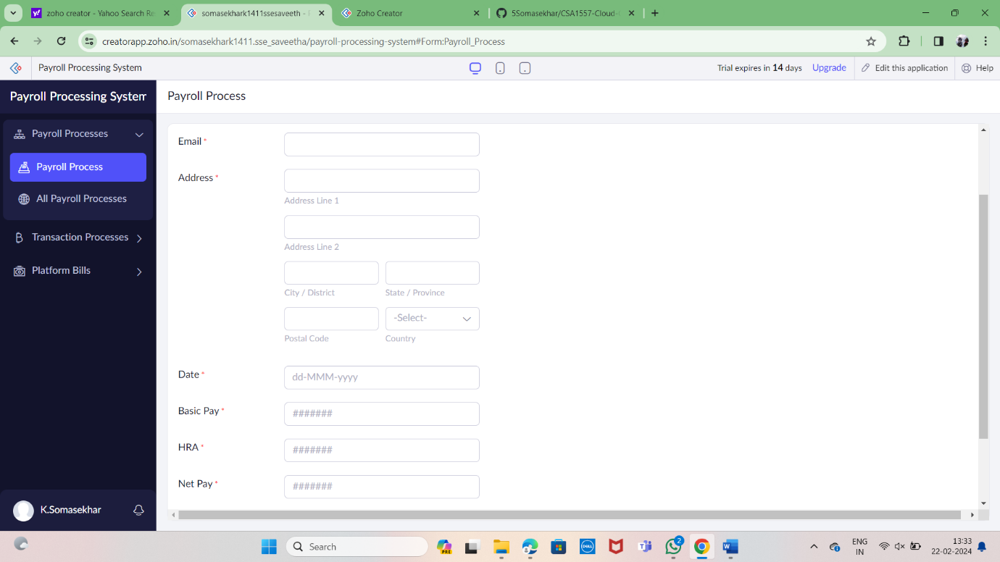 zoho creator - Yahoo Search Re
somasekhark1411ssesaveeth -
Zoho Creator
5Somasekhar/CSA1557-Cloud-
creatorapp.zoho.in/somasekhark1411.sse_saveetha/payroll-processing-system#Form:Payroll_Process
Payroll Processing System
Trial expires in 14 days
Upgrade
Edit this application
Help
Payroll Processing System
Payroll Process
Payroll Processes
Payroll Process
All Payroll Processes
Transaction Processes
Platform Bills
K.Somasekhar
Email *
Address *
Address Line 1
Address Line 2
City / District
State / Province
-Select-
Postal Code
Country
Date *
dd-MMM-yyyy
Basic Pay *
#######
HRA *
#######
Net Pay *
#######
Search
PRE
DELL
2
ENG
IN
13:33
22-02-2024